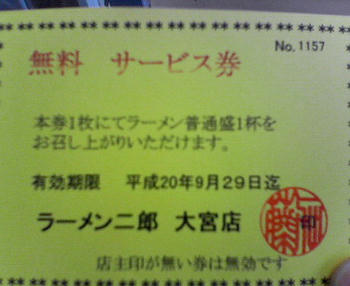 No.1157
無料 サービス券
本券1枚にてラーメン普通盛1杯を
お召し上がりいただけます。
有効期限 平成20年9月29日迄
ラーメン二郎 大宮店 印
店主印が無い券は無効です